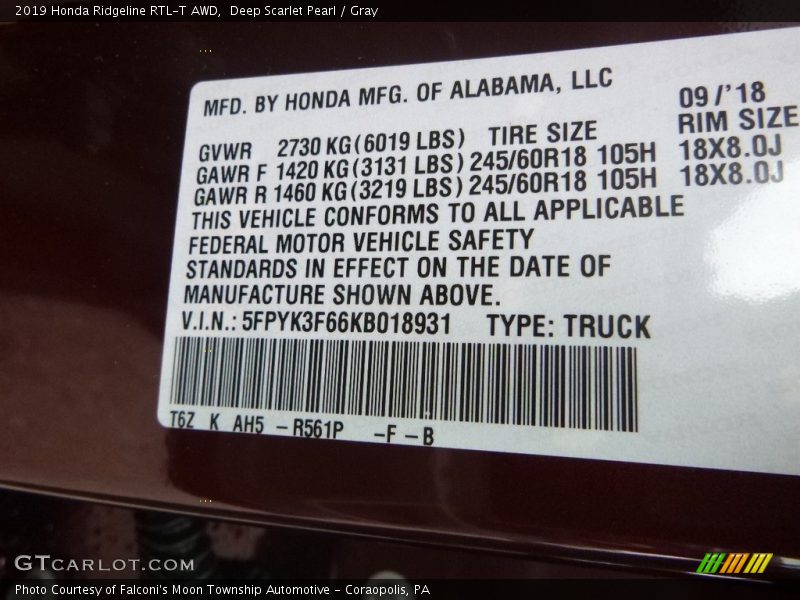 2019 Honda Ridgeline RTL-T AWD,  Deep Scarlet Pearl / Gray
MFD. BY HONDA MFG. OF ALABAMA, LLC 09/'18
GVWR 2730 KG(6019 LBS) TIRE SIZE RIM SIZE
GAWR F 1420 KG(3131 LBS) 245/60R18 105H 18X8.0J
GAWR R 1460 KG(3219 LBS) 245/60R18 105H 18X8.0J
THIS VEHICLE CONFORMS TO ALL APPLICABLE
FEDERAL MOTOR VEHICLE SAFETY
STANDARDS IN EFFECT ON THE DATE OF
MANUFACTURE SHOWN ABOVE.
V.I.N.: 5FPYK3F66KB018931 TYPE: TRUCK
T6Z K AH5 - R561P -F - B
GTCARLOT.COM
Photo Courtesy of Falconi's Moon Township Automotive - Coraopolis, PA